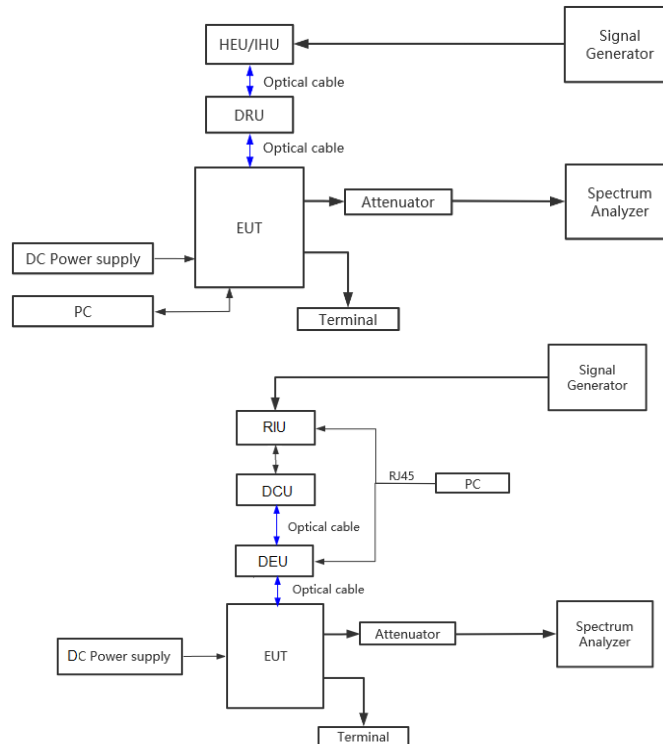 HEU/IHU
Signal
Generator
Optical cable
DRU
Optical cable
EUT
Attenuator
Spectrum
Analyzer
DC Power supply
PC
Terminal
Signal
Generator
RIU
RJ45
PC
DCU
Optical cable
DEU
Optical cable
EUT
Attenuator
Spectrum
Analyzer
DC Power supply
Terminal